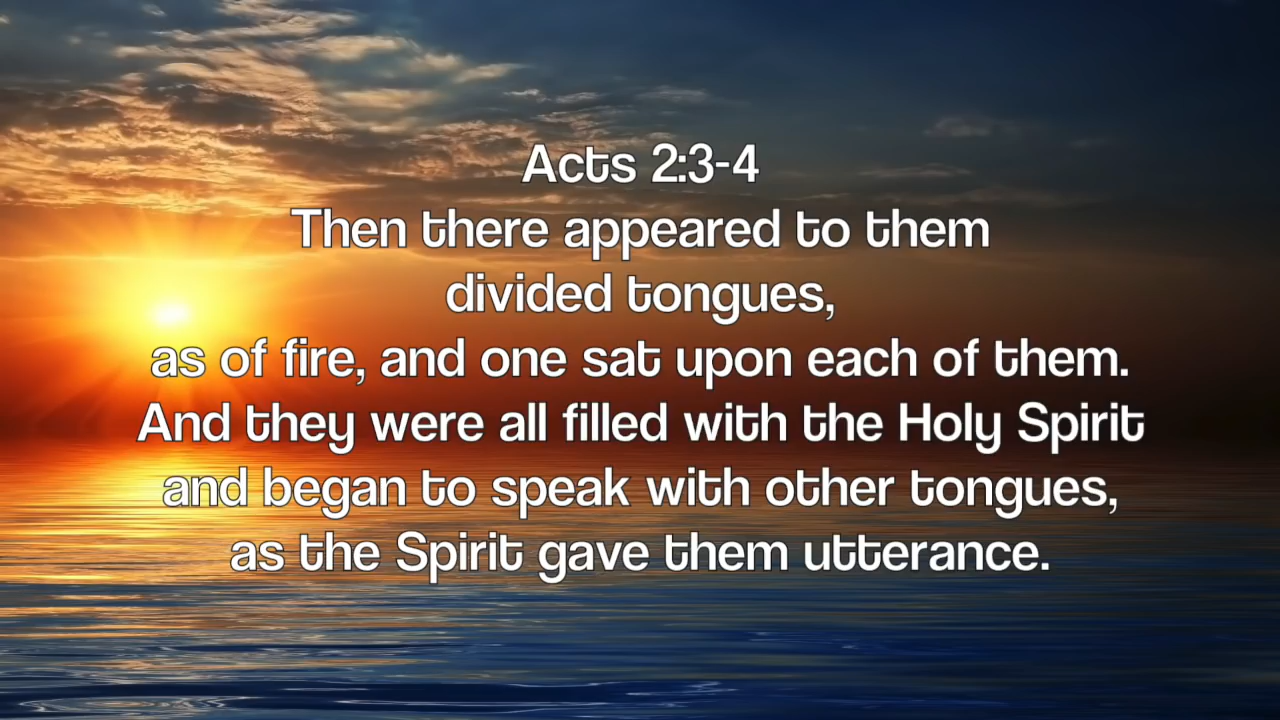 Acts 2:3-4
Then there appeared to them
divided tongues,
as of fire, and one sat upon each of them.
And they were all filled with the Holy Spirit
and began to speak with other tongues,
as the Spirit gave them utterance.